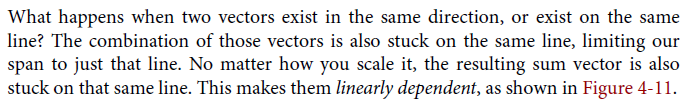 What happens when two vectors exist in the same direction, or exist on the same
line? The combination of those vectors is also stuck on the same line, limiting our
span to just that line. No matter how you scale it, the resulting sum vector is also
stuck on that same line. This makes them linearly dependent, as shown in Figure 4-11.